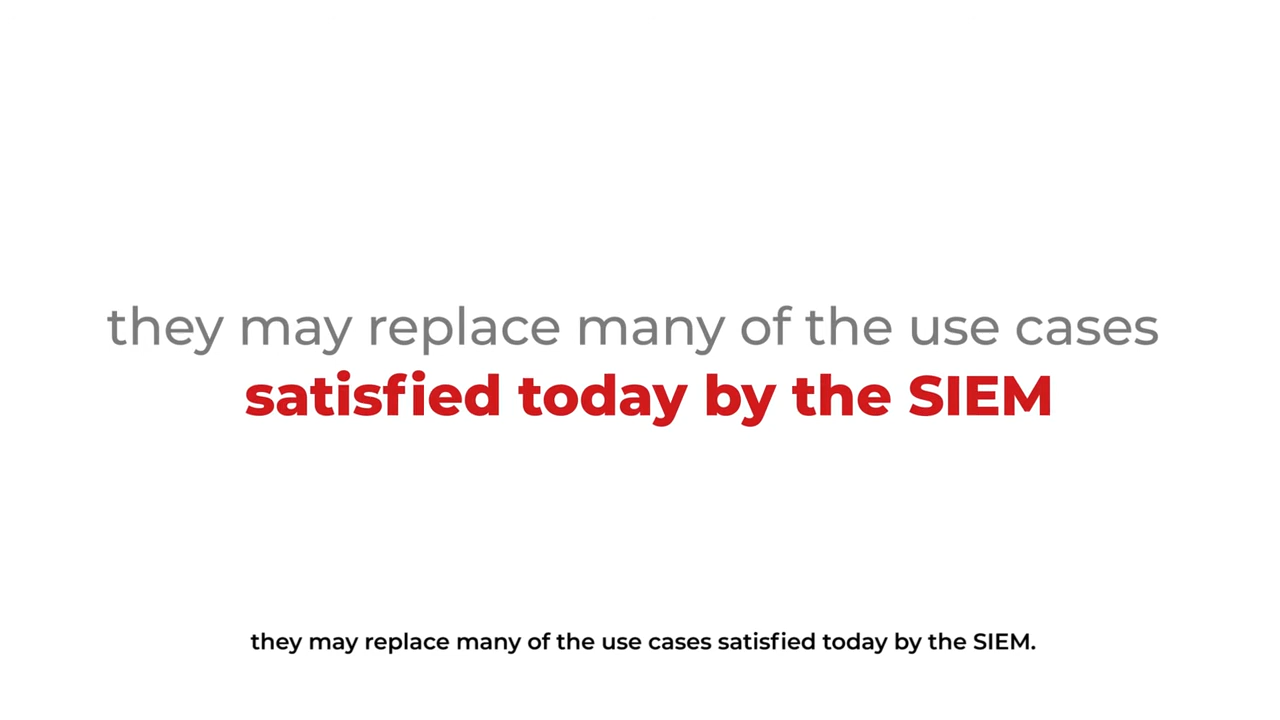 they may replace many of the use cases
satisfied today by the SIEM
they may replace many of the use cases satisfied today by the SIEM.